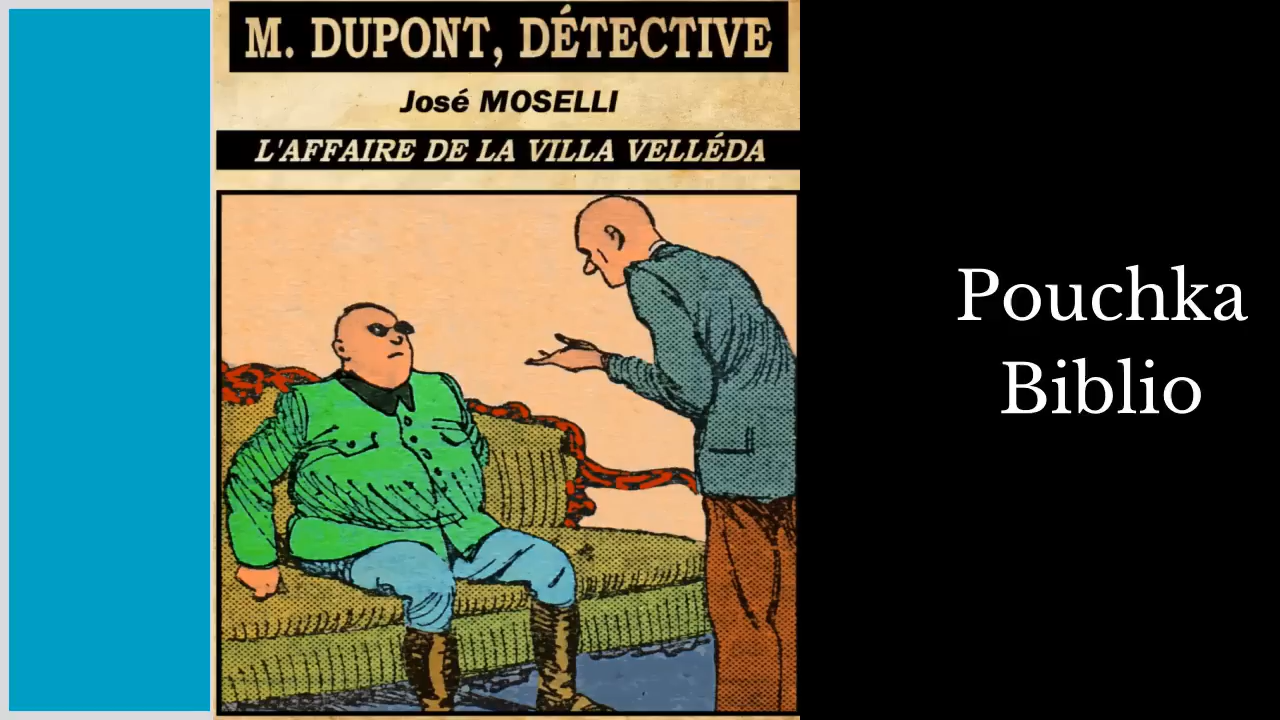 M. DUPONT, DÉTECTIVE
José MOSELLI
L'AFFAIRE DE LA VILLA VELLÉDA
Pouchka
Biblio